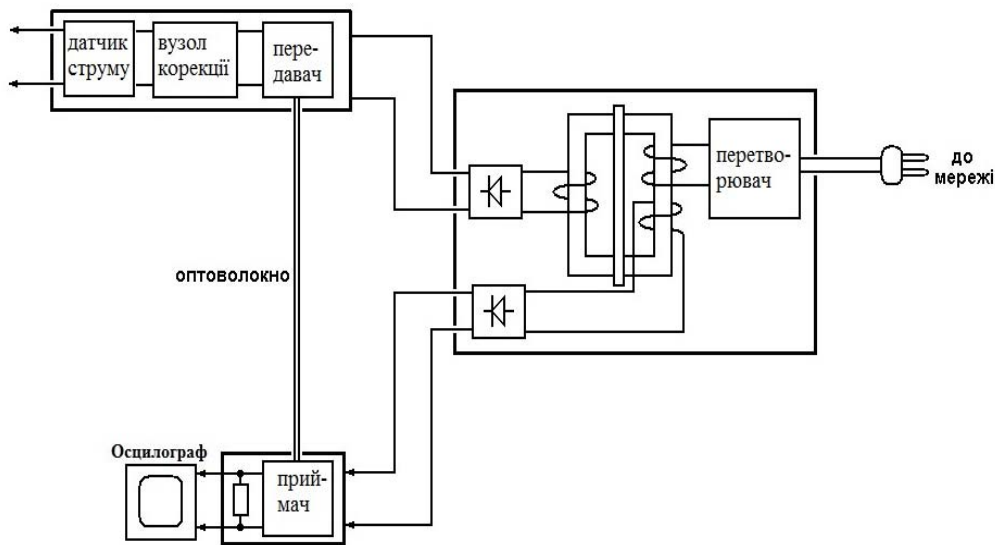 датчик
струму
вузол
корекції
пере-
давач
перетво-
рювач
до
мережі
оптоволокно
Осцилограф
прий-
мач